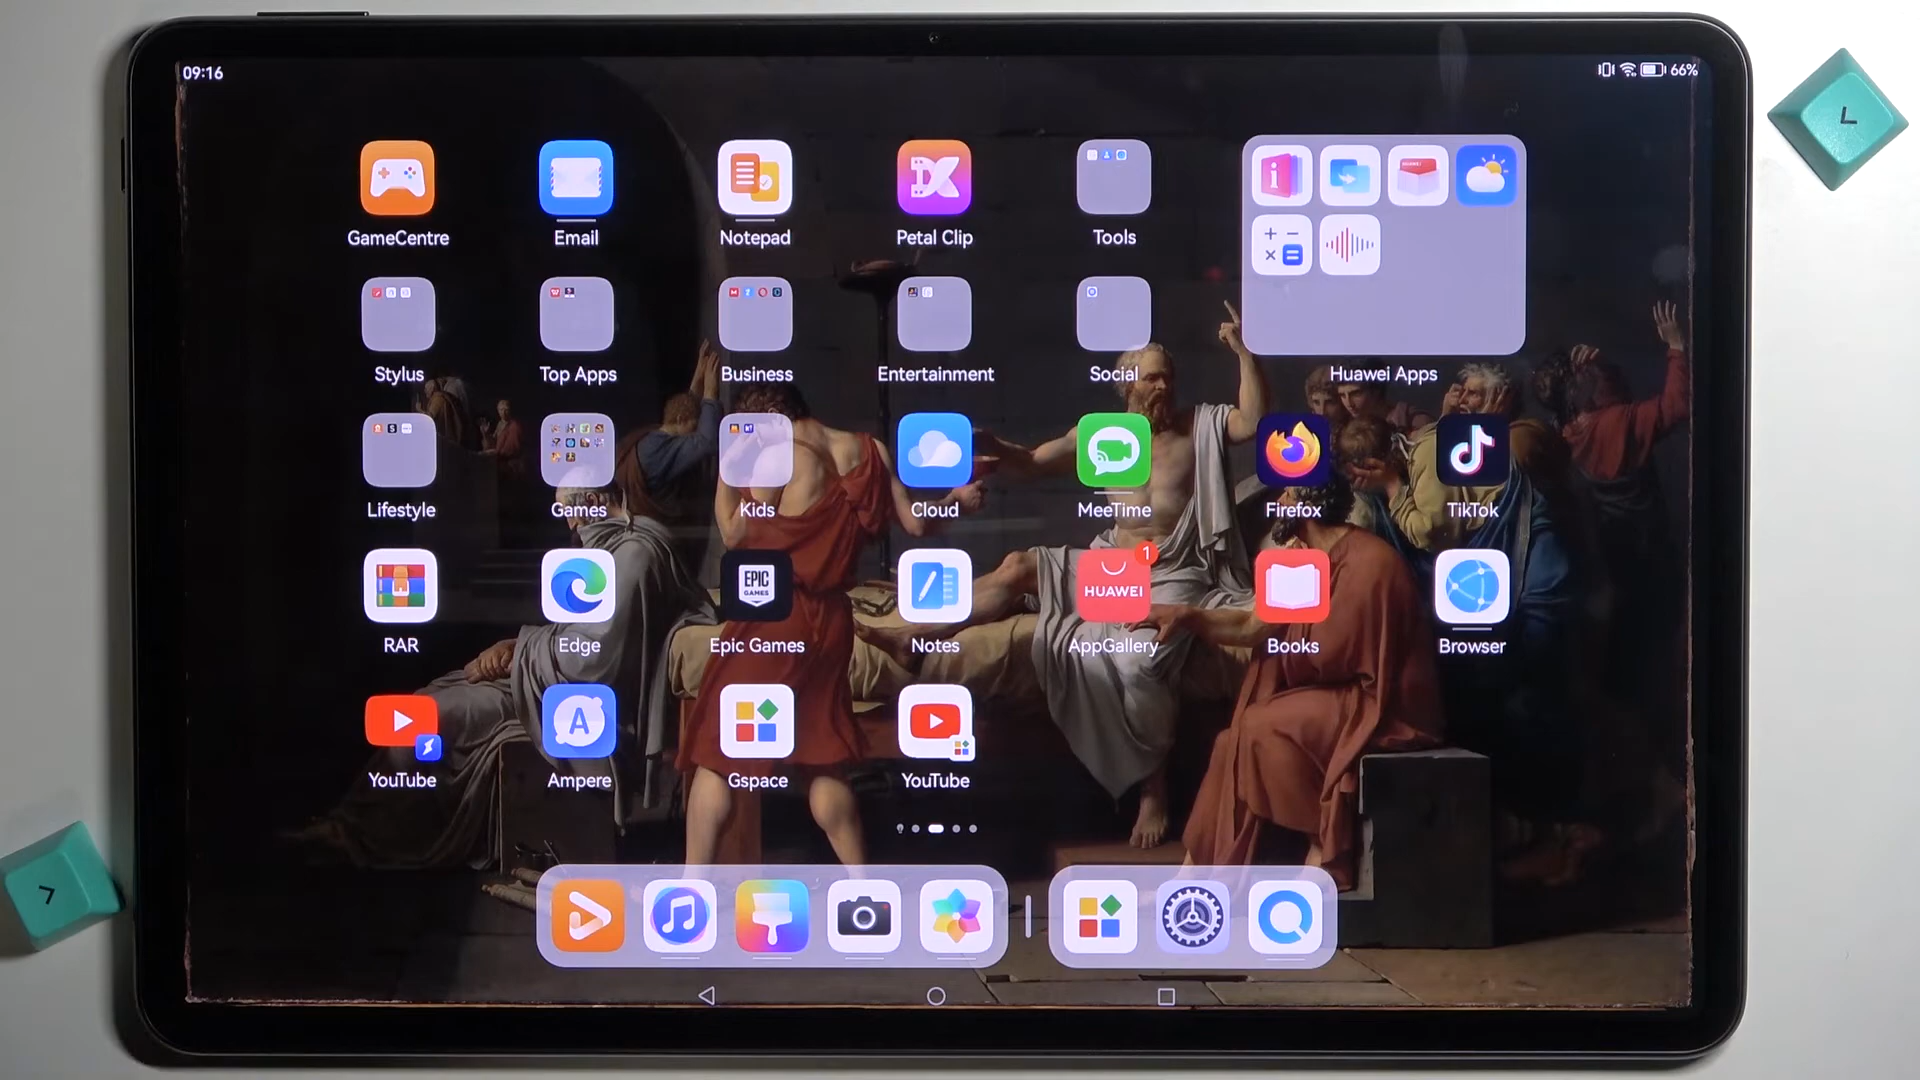 09:16
66%
GameCentre
Email
Notepad
Petal Clip
Tools
HUAWEI
Stylus
Top Apps
Business
Entertainment
Social
Huawei Apps
Lifestyle
Games
Kids
Cloud
MeeTime
Firefox
TikTok
EPIC
GAMES
1
HUAWEI
RAR
Edge
Epic Games
Notes
AppGallery
Books
Browser
A
YouTube
Ampere
Gspace
YouTube